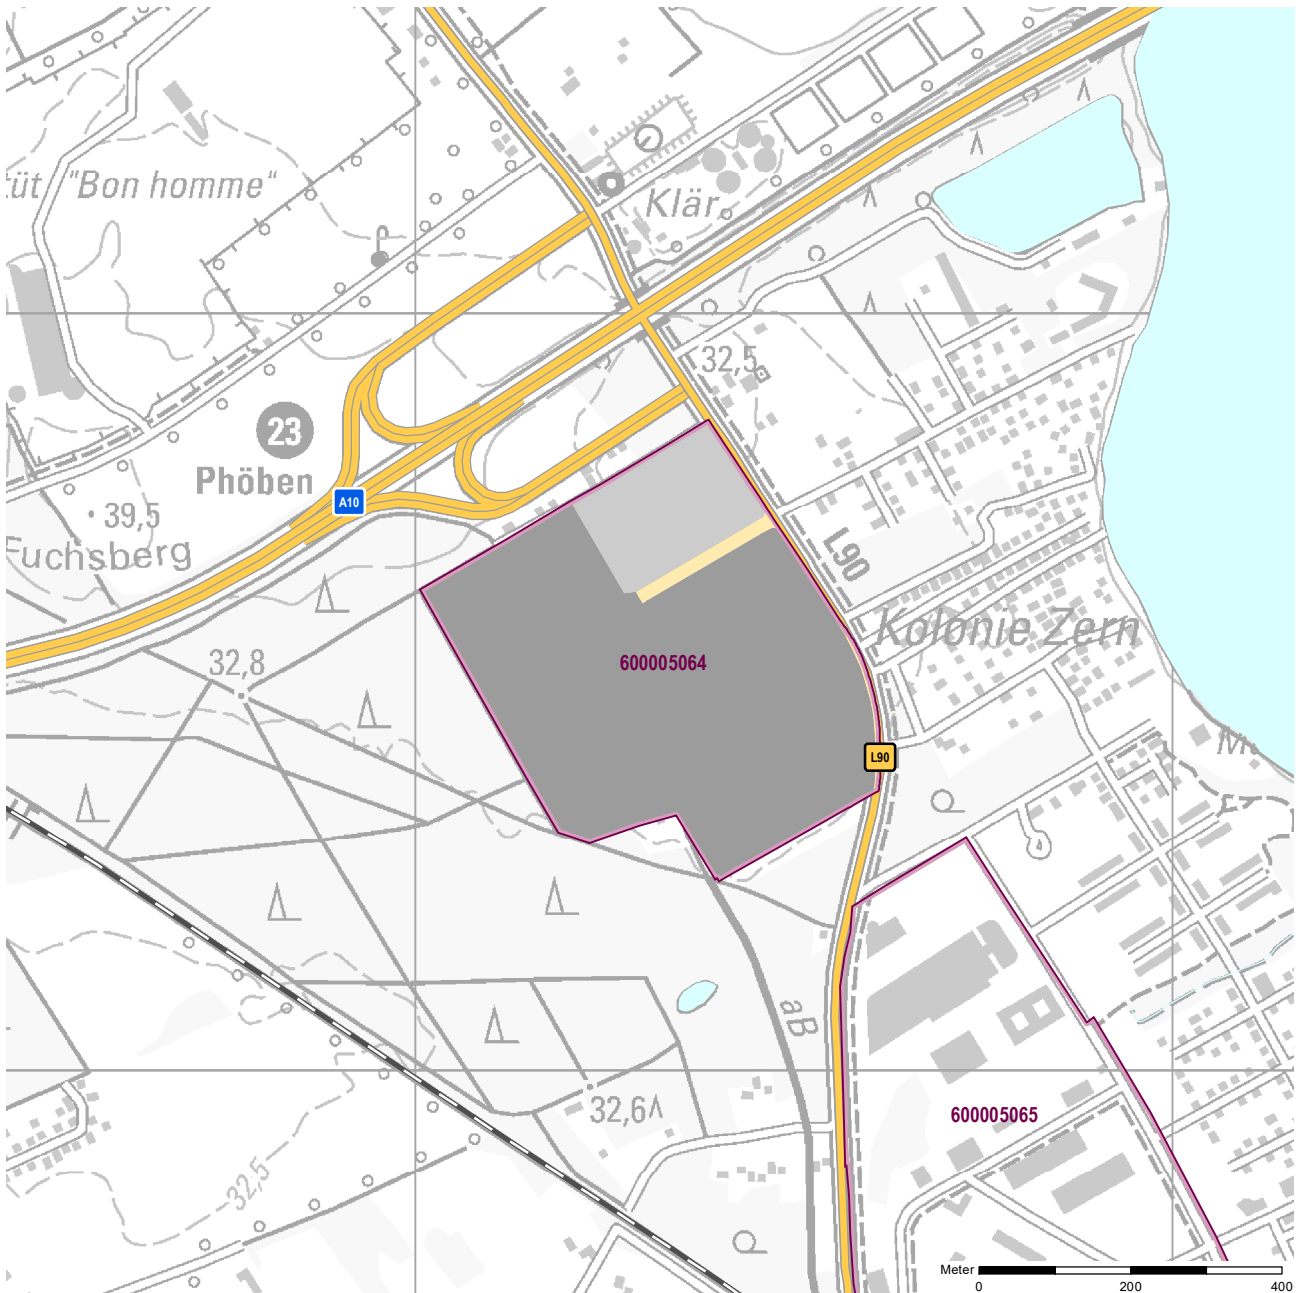 tüt "Bon homme"
Klär
32,5
23
Phöben
A10
39,5
Fuchsberg
L90
Kolonie Zern
32,8
600005064
L90
aB
32,6
600005065
32,5
Meter
0 200 400